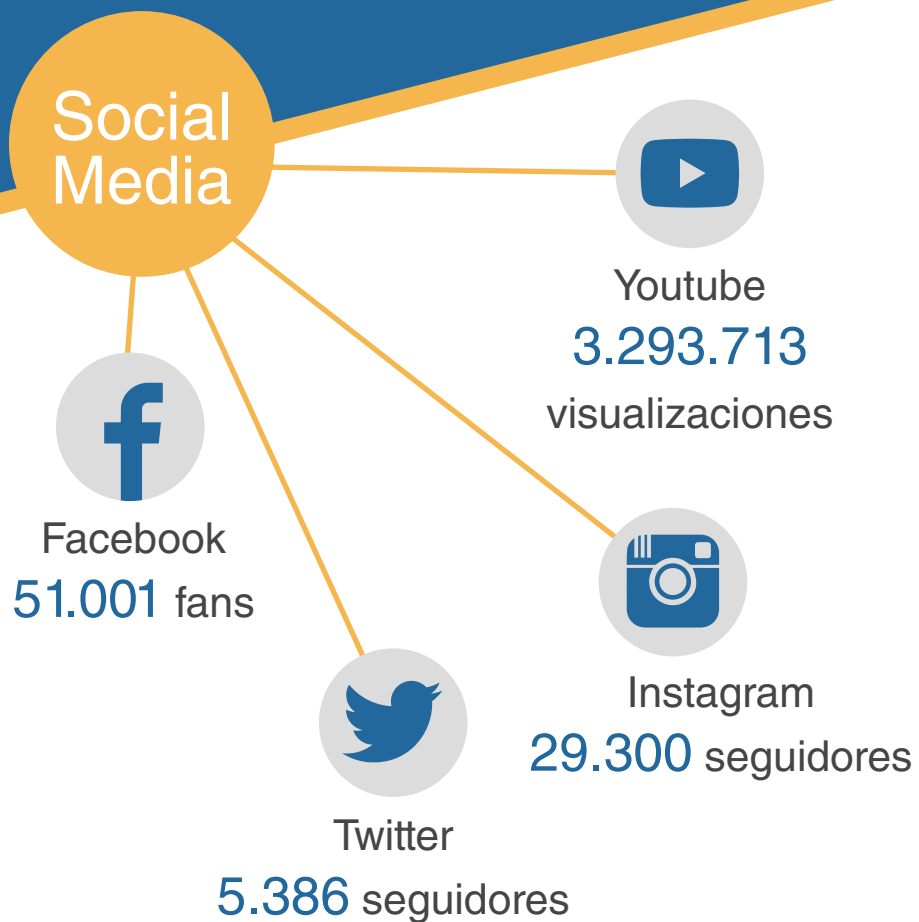 Social
Media
Youtube
3.293.713
visualizaciones
Facebook
51.001 fans
Instagram
29.300 seguidores
Twitter
5.386 seguidores